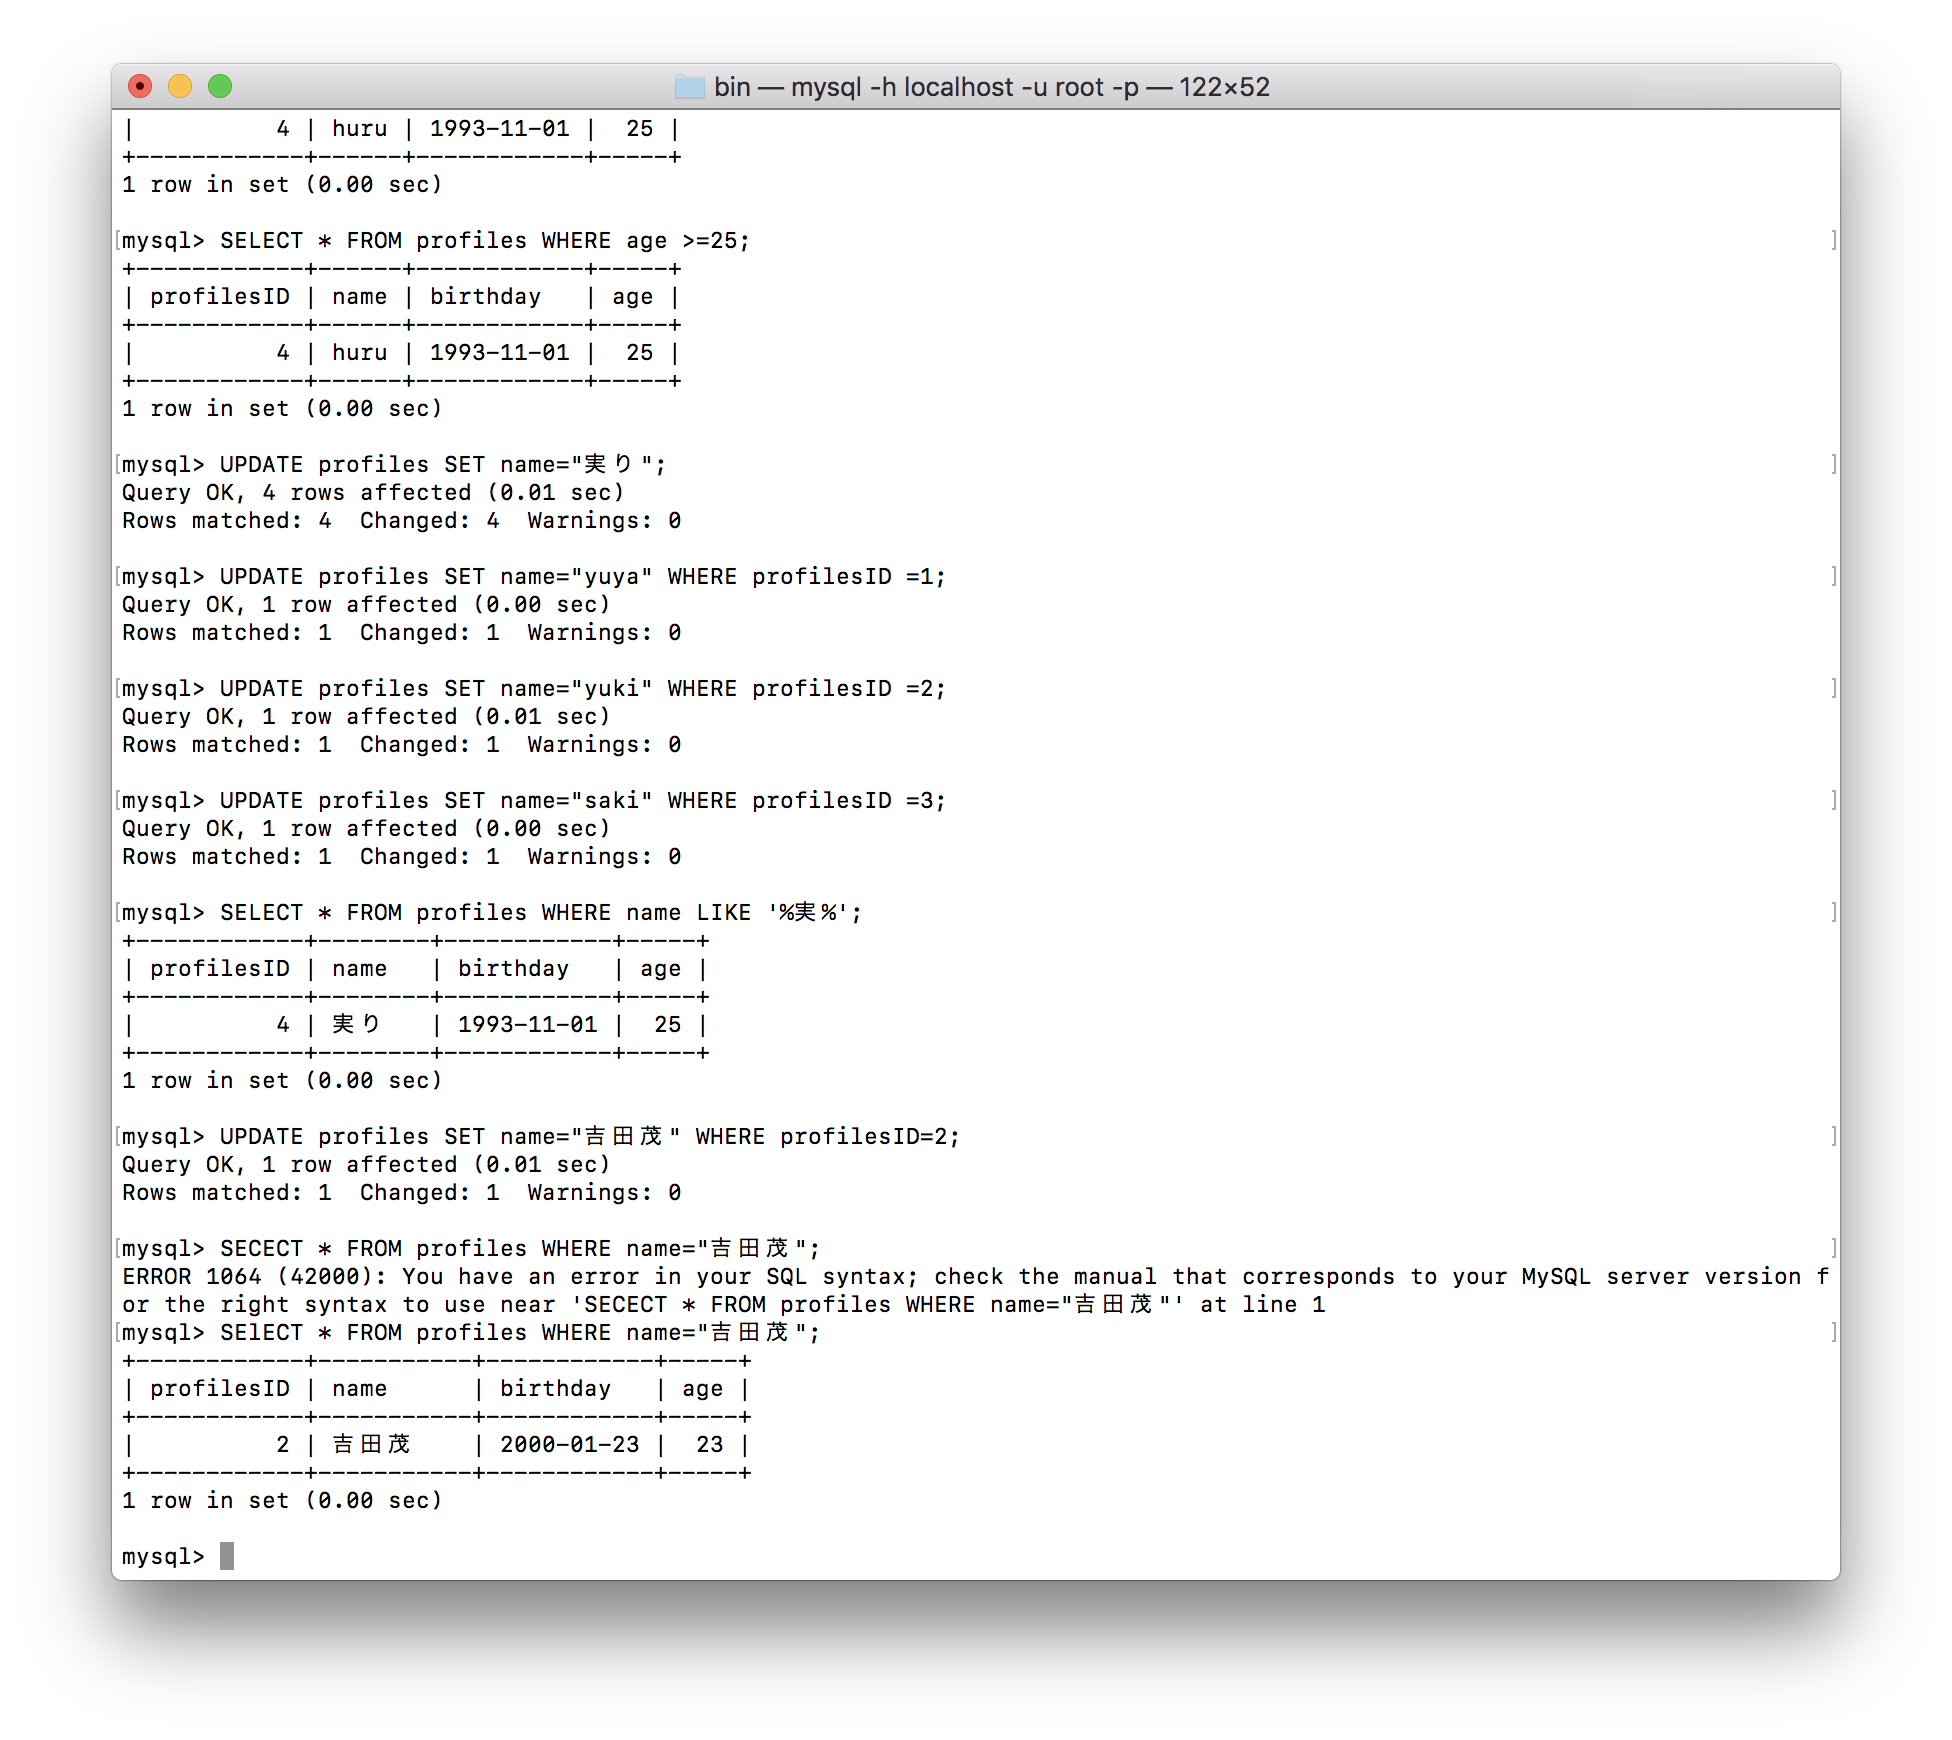 bin — mysql -h localhost -u root -p — 122×52
|          4 | huru | 1993-11-01 |  25 |
+------------+------+------------+-----+
1 row in set (0.00 sec)
mysql> SELECT * FROM profiles WHERE age >=25;
+------------+------+------------+-----+
| profilesID | name | birthday   | age |
+------------+------+------------+-----+
|          4 | huru | 1993-11-01 |  25 |
+------------+------+------------+-----+
1 row in set (0.00 sec)
mysql> UPDATE profiles SET name="実り";
Query OK, 4 rows affected (0.01 sec)
Rows matched: 4  Changed: 4  Warnings: 0
mysql> UPDATE profiles SET name="yuya" WHERE profilesID =1;
Query OK, 1 row affected (0.00 sec)
Rows matched: 1  Changed: 1  Warnings: 0
mysql> UPDATE profiles SET name="yuki" WHERE profilesID =2;
Query OK, 1 row affected (0.01 sec)
Rows matched: 1  Changed: 1  Warnings: 0
mysql> UPDATE profiles SET name="saki" WHERE profilesID =3;
Query OK, 1 row affected (0.00 sec)
Rows matched: 1  Changed: 1  Warnings: 0
mysql> SELECT * FROM profiles WHERE name LIKE '%実%';
+------------+--------+------------+-----+
| profilesID | name   | birthday   | age |
+------------+--------+------------+-----+
|          4 | 実り   | 1993-11-01 |  25 |
+------------+--------+------------+-----+
1 row in set (0.00 sec)
mysql> UPDATE profiles SET name="吉田茂" WHERE profilesID=2;
Query OK, 1 row affected (0.01 sec)
Rows matched: 1  Changed: 1  Warnings: 0
mysql> SECECT * FROM profiles WHERE name="吉田茂";
ERROR 1064 (42000): You have an error in your SQL syntax; check the manual that corresponds to your MySQL server version f
or the right syntax to use near 'SECECT * FROM profiles WHERE name="吉田茂"' at line 1
mysql> SElECT * FROM profiles WHERE name="吉田茂";
+------------+-----------+------------+-----+
| profilesID | name      | birthday   | age |
+------------+-----------+------------+-----+
|          2 | 吉田茂    | 2000-01-23 |  23 |
+------------+-----------+------------+-----+
1 row in set (0.00 sec)
mysql>